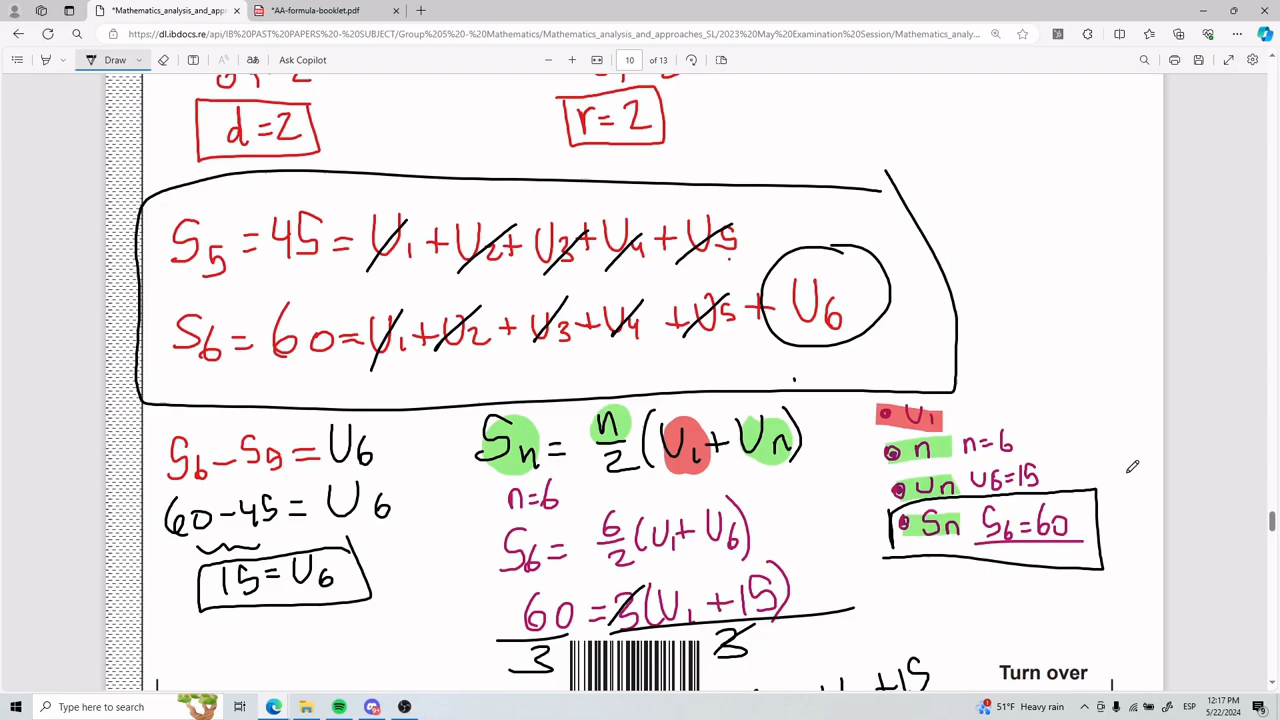 *Mathematics_analysis_and_appr
*AA-formula-booklet.pdf
https://dl.ibdocs.re/api/IB%20PAST%20PAPERS%20-%20SUBJECT/Group%205%20-%20Mathematics/Mathematics_analysis_and_approaches_SL/2023%20May%20Examination%20Session/Mathematics_analy...
Draw
Ask Copilot
10 of 13
d = 2
r = 2
S5 = 45 = U1 + U2 + U3 + U4 + U5
S6 = 60 = U1 + U2 + U3 + U4 + U5 + U6
S6 - S5 = U6
60 - 45 = U6
15 = U6
Sn = n/2 (U1 + Un)
n=6
S6 = 6/2 (U1 + U6)
60 = 3(U1 + 15)
3 3
• U1
• n n=6
• Un U6=15
• Sn S6=60
+15
Turn over
Type here to search
51°F Heavy rain
ESP
12:17 PM
5/22/2024